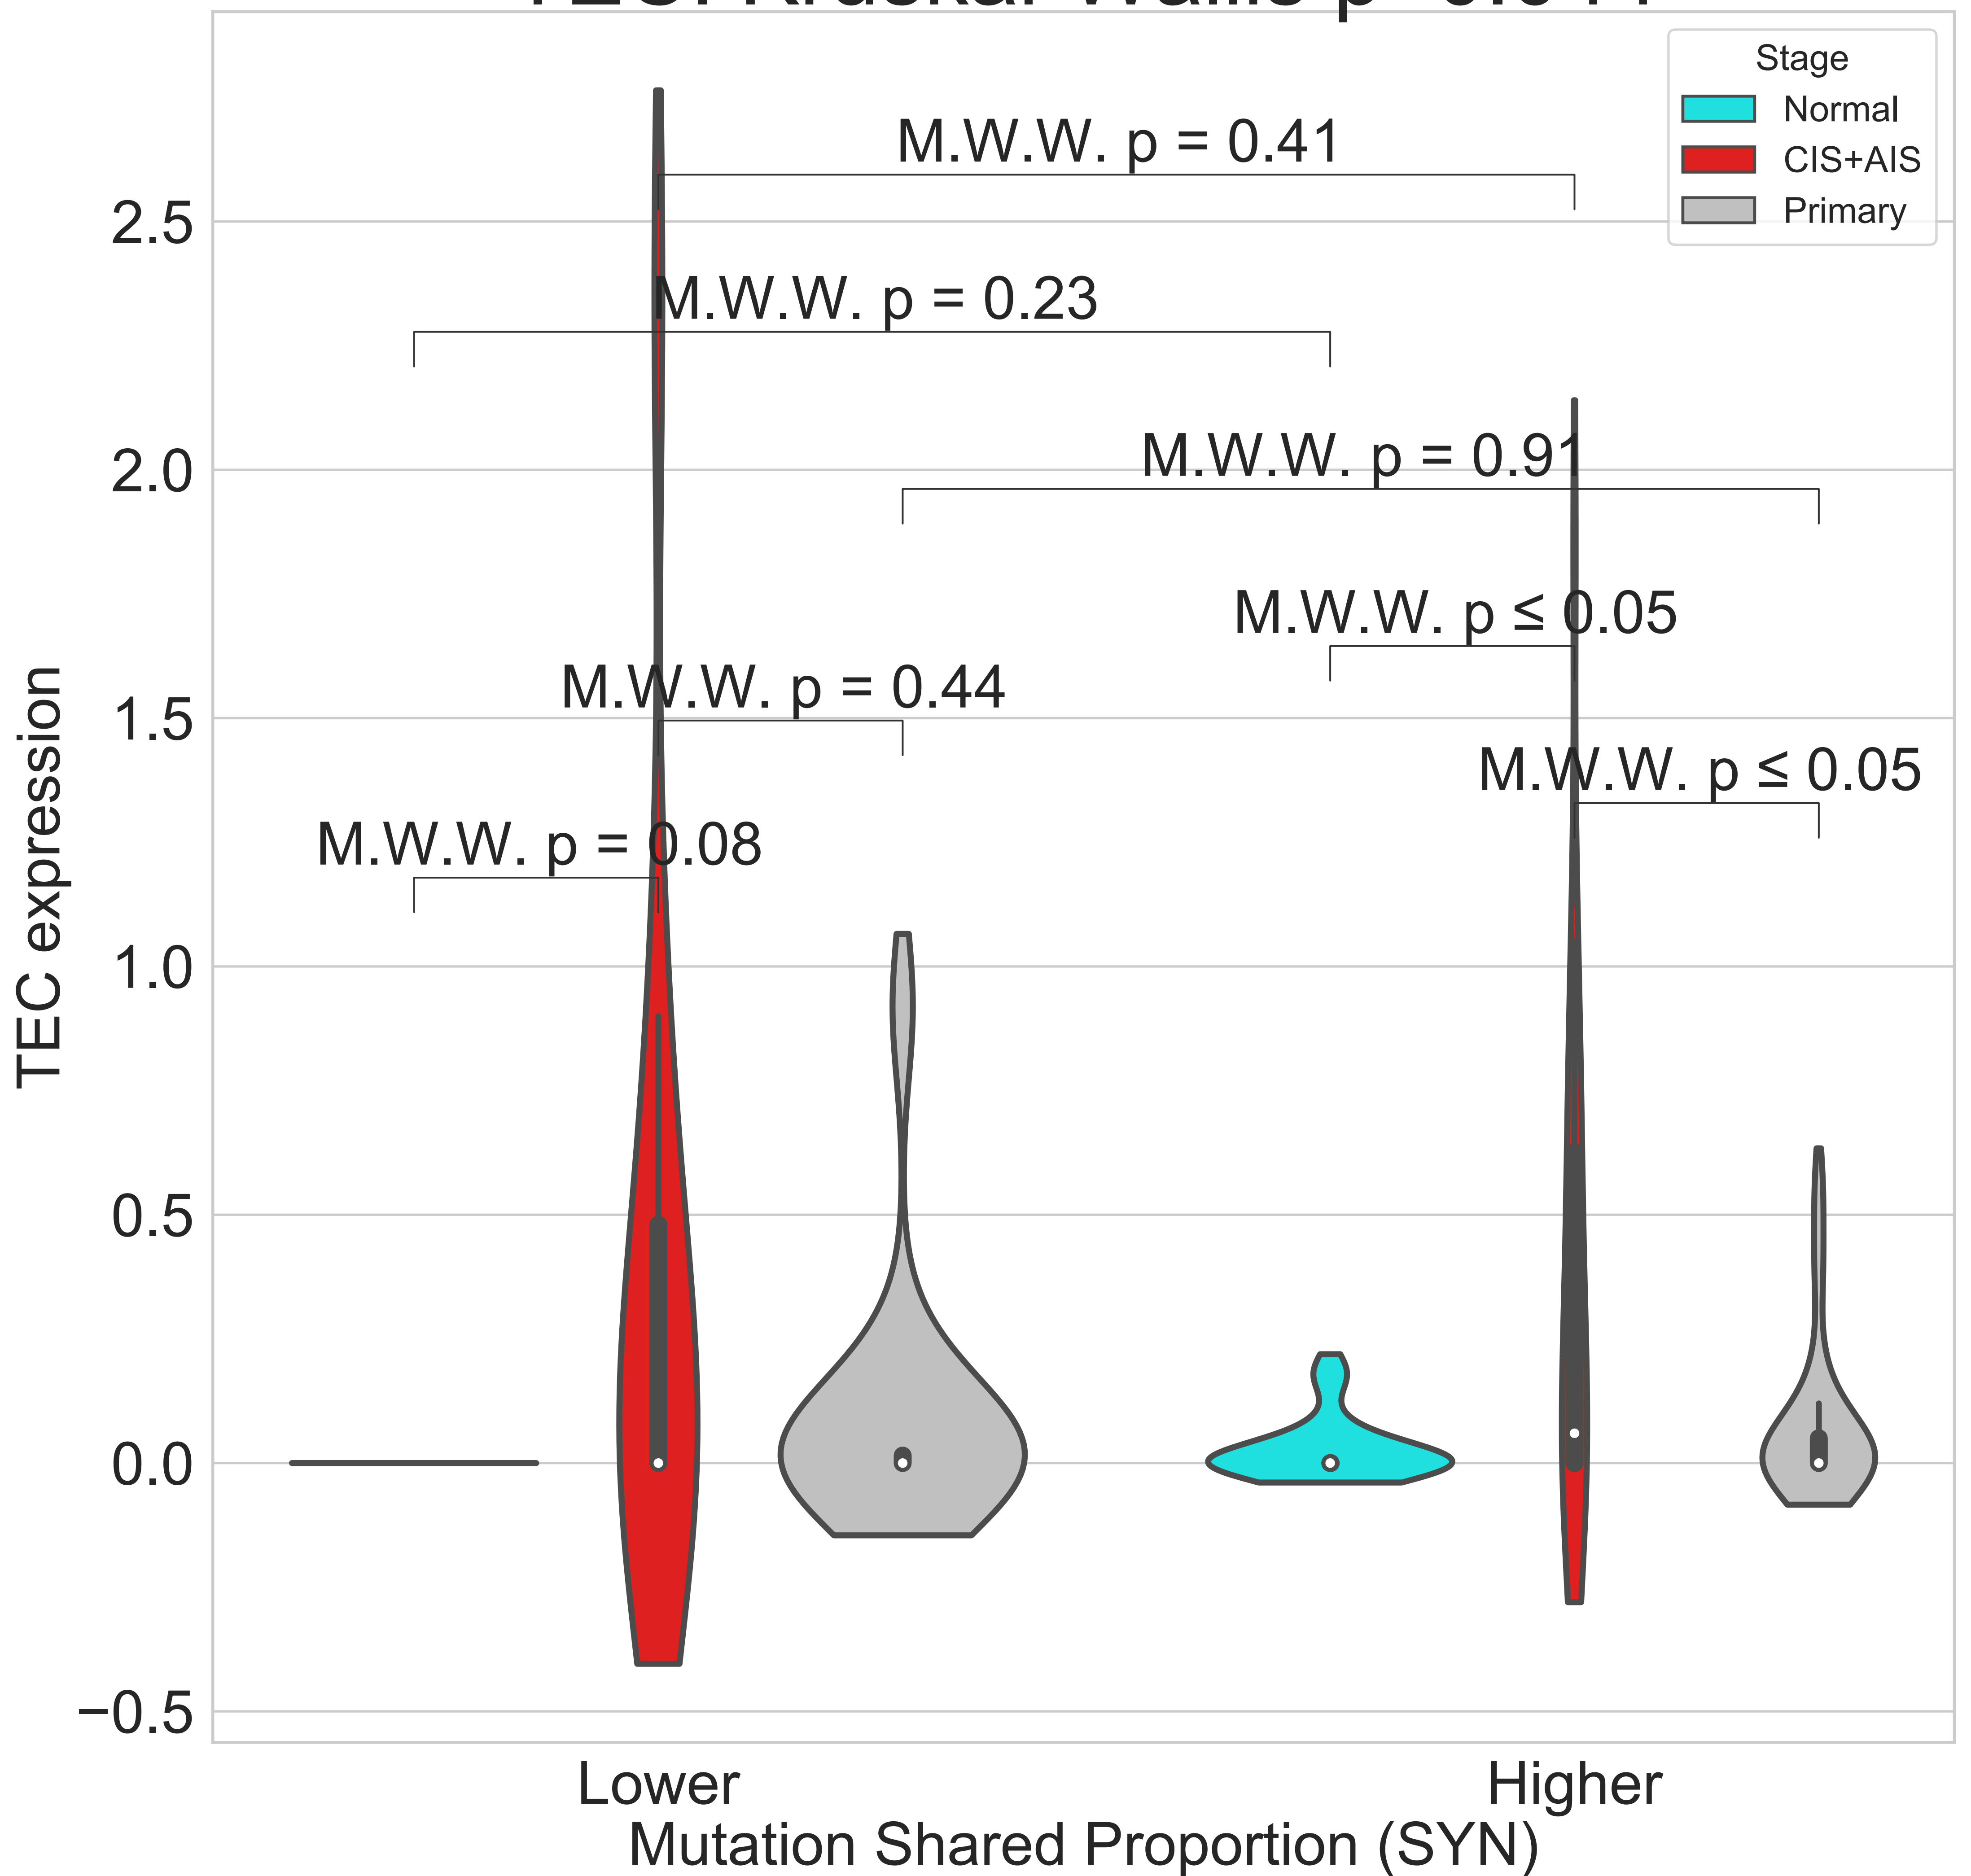 Stage
Normal
CIS+AIS
Primary
M.W.W. p = 0.41
M.W.W. p = 0.23
M.W.W. p = 0.91
M.W.W. p ≤ 0.05
M.W.W. p = 0.44
M.W.W. p ≤ 0.05
M.W.W. p = 0.08
2.5
2.0
1.5
1.0
0.5
0.0
−0.5
TEC expression
Lower
Higher
Mutation Shared Proportion (SYN)